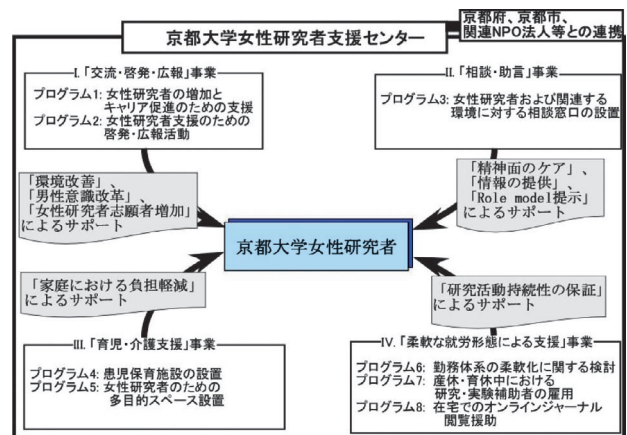 京都府、京都市、
関連NPO法人等との連携
京都大学女性研究者支援センター
I.「交流・啓発・広報」事業
プログラム1: 女性研究者の増加と
キャリア促進のための支援
プログラム2: 女性研究者支援のための
啓発・広報活動
II.「相談・助言」事業
プログラム3: 女性研究者および関連する
環境に対する相談窓口の設置
「環境改善」、
「男性意識改革」、
「女性研究者志願者増加」
によるサポート
「精神面のケア」、
「情報の提供」、
「Role model提示」
によるサポート
京都大学女性研究者
「家庭における負担軽減」
によるサポート
「研究活動持続性の保証」
によるサポート
III.「育児・介護支援」事業
プログラム4: 患児保育施設の設置
プログラム5: 女性研究者のための
多目的スペース設置
IV.「柔軟な就労形態による支援」事業
プログラム6: 勤務体系の柔軟化に関する検討
プログラム7: 産休・育休中における
研究・実験補助者の雇用
プログラム8: 在宅でのオンラインジャーナル
閲覧援助